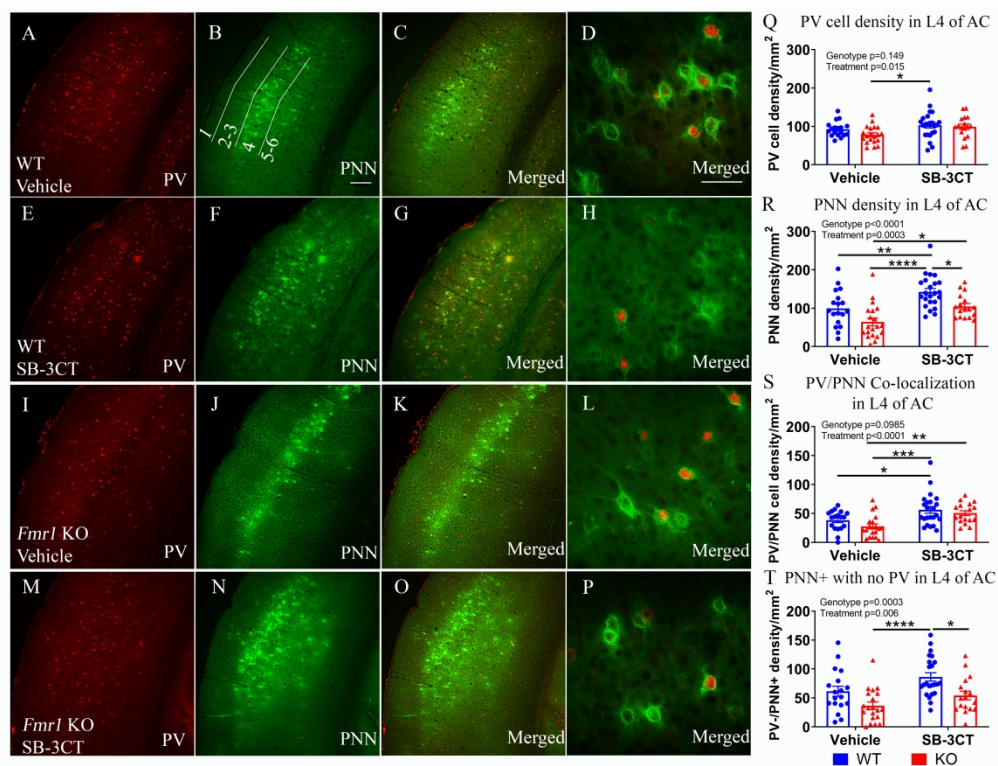 A
WT
Vehicle
PV
B
1
2-3
4
5-6
PNN
C
Merged
D
Merged
E
WT
SB-3CT
PV
F
PNN
G
Merged
H
Merged
I
Fmr1 KO
Vehicle
PV
J
PNN
K
Merged
L
Merged
M
Fmr1 KO
SB-3CT
PV
N
PNN
O
Merged
P
Merged
Q PV cell density in L4 of AC
PV cell density/mm²
300
200
100
0
Genotype p=0.149
Treatment p=0.015
*
Vehicle SB-3CT
R PNN density in L4 of AC
PNN density/mm²
300
200
100
0
Genotype p<0.0001
Treatment p=0.0003
*
**
**** *
Vehicle SB-3CT
S PV/PNN Co-localization
in L4 of AC
PV/PNN cell density/mm²
200
150
100
50
0
Genotype p=0.0985
Treatment p<0.0001
**
***
*
Vehicle SB-3CT
T PNN+ with no PV in L4 of AC
PV-/PNN+ density/mm²
200
150
100
50
0
Genotype p=0.0003
Treatment p=0.006
**** *
Vehicle SB-3CT
WT KO